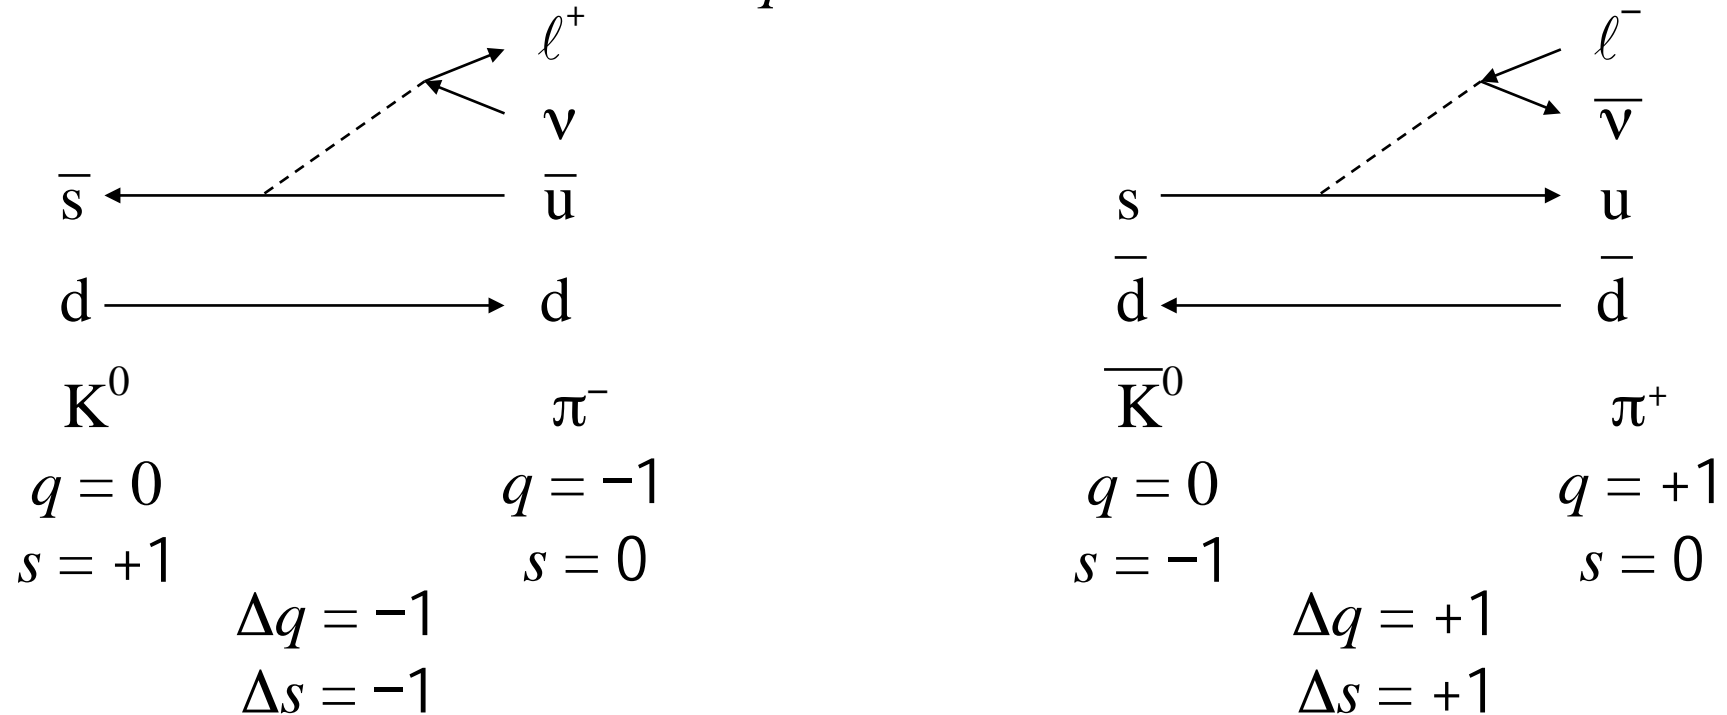 ℓ⁺ ℓ⁻
ν ν̅
s̅ u̅ s u
d d d̅ d̅
K⁰ π⁻ K̅⁰ π⁺
q = 0 q = −1 q = 0 q = +1
s = +1 s = 0 s = −1 s = 0
Δq = −1 Δq = +1
Δs = −1 Δs = +1